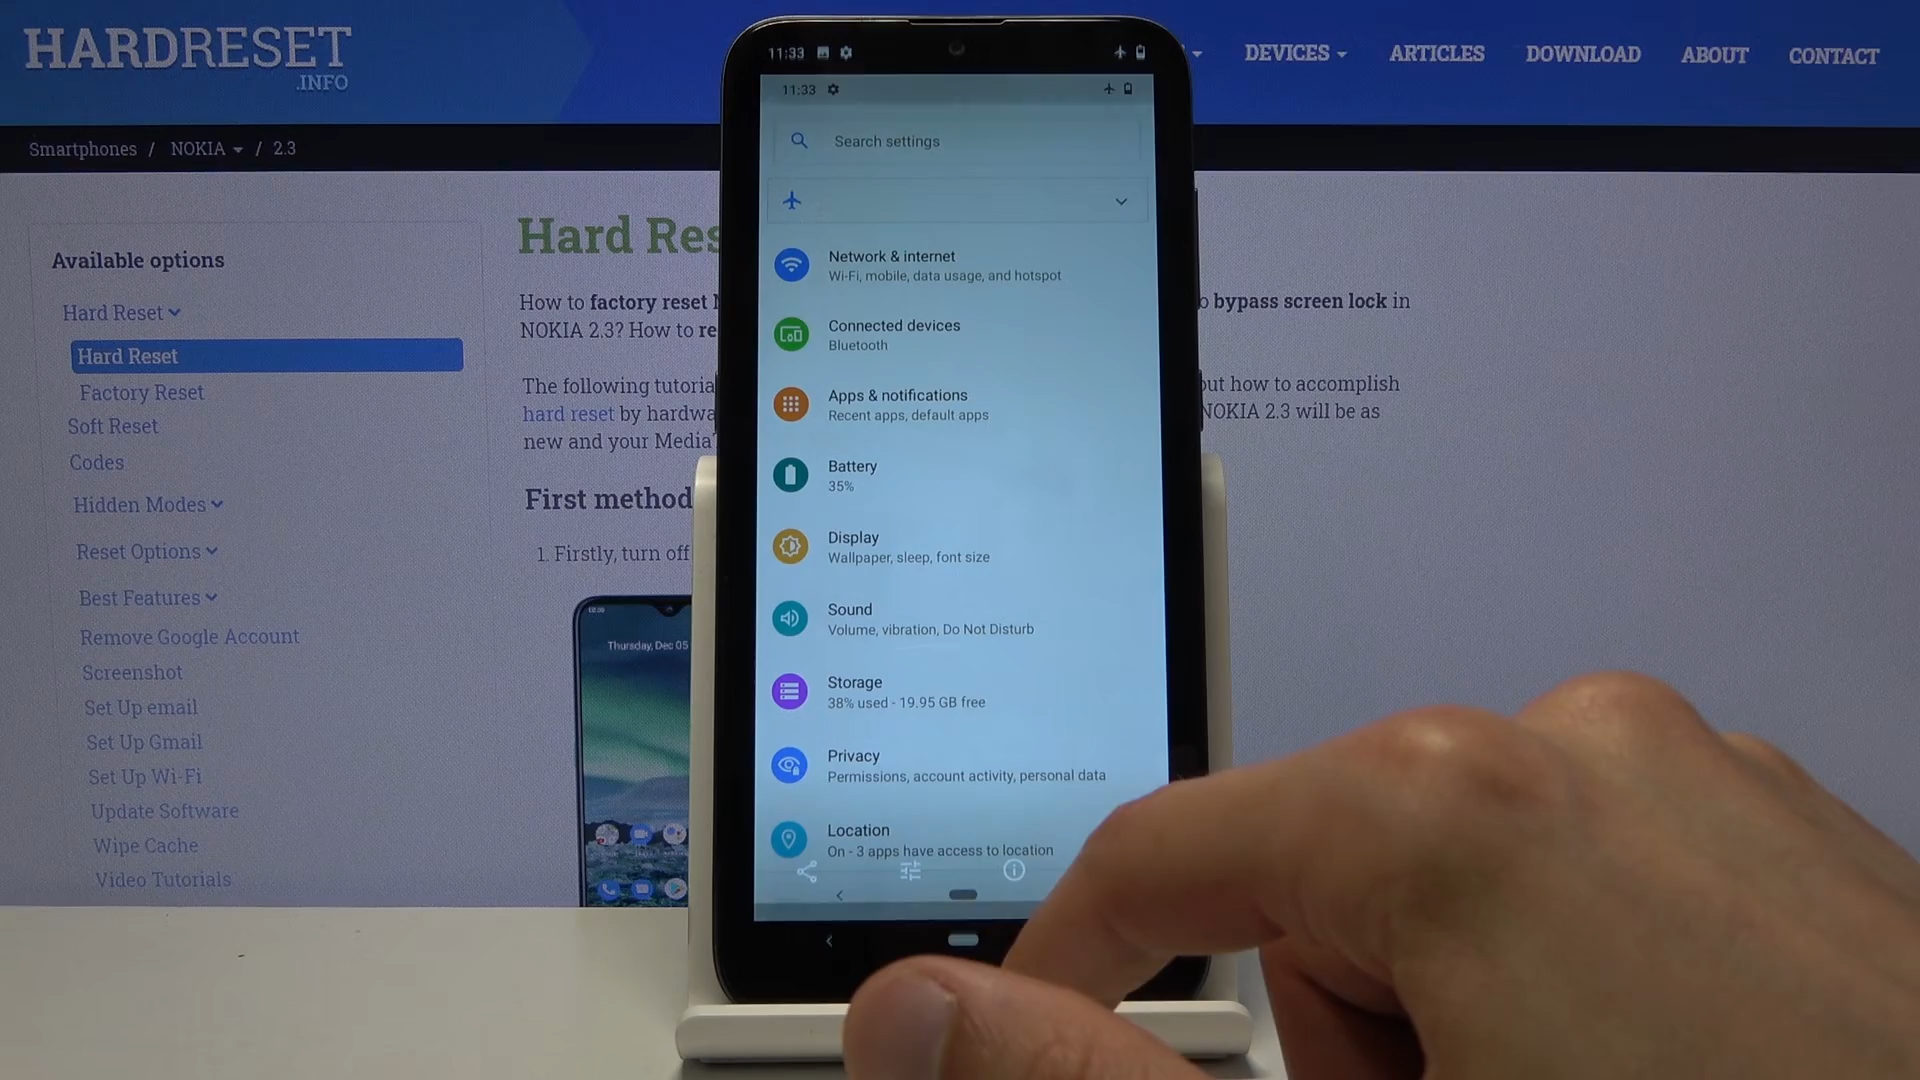 HARDRESET
.INFO
DEVICES
ARTICLES
DOWNLOAD
ABOUT
CONTACT
Smartphones / NOKIA / 2.3
Available options
Hard Reset
Hard Reset
Factory Reset
Soft Reset
Codes
Hidden Modes
Reset Options
Best Features
Remove Google Account
Screenshot
Set Up email
Set Up Gmail
Set Up Wi-Fi
Update Software
Wipe Cache
Video Tutorials
Hard Res
How to factory reset
bypass screen lock in
NOKIA 2.3? How to re
The following tutoria
out how to accomplish
hard reset by hardwa
NOKIA 2.3 will be as
new and your Media
First method
1. Firstly, turn off
Thursday, Dec 05
11:33
11:33
Search settings
Network & internet
Wi-Fi, mobile, data usage, and hotspot
Connected devices
Bluetooth
Apps & notifications
Recent apps, default apps
Battery
35%
Display
Wallpaper, sleep, font size
Sound
Volume, vibration, Do Not Disturb
Storage
38% used - 19.95 GB free
Privacy
Permissions, account activity, personal data
Location
On - 3 apps have access to location